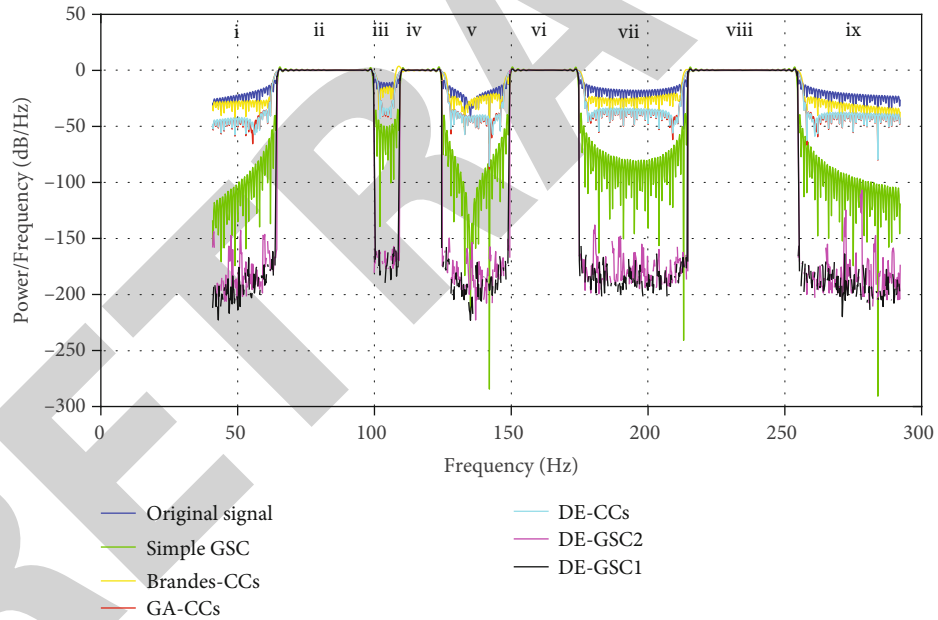 50
0
−50
−100
−150
−200
−250
−300
Power/Frequency (dB/Hz)
i ii iii iv v vi vii viii ix
0 50 100 150 200 250 300
Frequency (Hz)
Original signal
Simple GSC
Brandes-CCs
GA-CCs
DE-CCs
DE-GSC2
DE-GSC1
RETRA